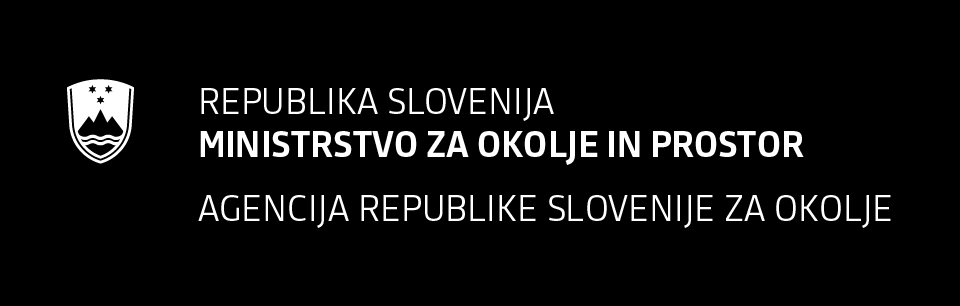 REPUBLIKA SLOVENIJA
MINISTRSTVO ZA OKOLJE IN PROSTOR
AGENCIJA REPUBLIKE SLOVENIJE ZA OKOLJE